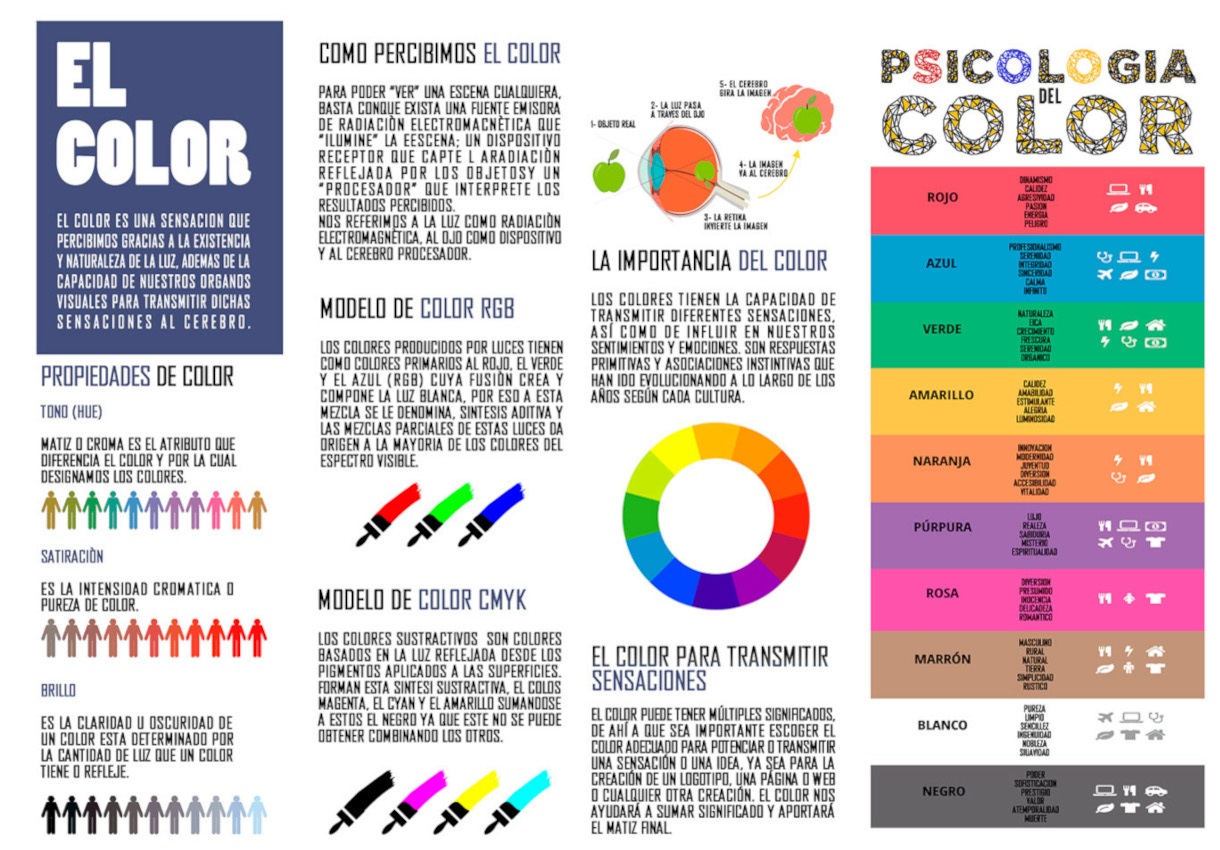 EL
COLOR
EL COLOR ES UNA SENSACION QUE
PERCIBIMOS GRACIAS A LA EXISTENCIA
Y NATURALEZA DE LA LUZ, ADEMAS DE LA
CAPACIDAD DE NUESTROS ORGANOS
VISUALES PARA TRANSMITIR DICHAS
SENSACIONES AL CEREBRO.
PROPIEDADES DE COLOR
TONO (HUE)
MATIZ O CROMA ES EL ATRIBUTO QUE
DIFERENCIA EL COLOR Y POR LA CUAL
DESIGNAMOS LOS COLORES.
SATIRACIÒN
ES LA INTENSIDAD CROMATICA O
PUREZA DE COLOR.
BRILLO
ES LA CLARIDAD U OSCURIDAD DE
UN COLOR ESTA DETERMINADO POR
LA CANTIDAD DE LUZ QUE UN COLOR
TIENE O REFLEJE.
COMO PERCIBIMOS EL COLOR
PARA PODER "VER" UNA ESCENA CUALQUIERA,
BASTA CONQUE EXISTA UNA FUENTE EMISORA
DE RADIACIÒN ELECTROMACNÈTICA QUE
"ILUMINE" LA EESCENA; UN DISPOSITIVO
RECEPTOR QUE CAPTE L ARADIACIÒN
REFLEJADA POR LOS OBJETOSY UN
"PROCESADOR" QUE INTERPRETE LOS
RESULTADOS PERCIBIDOS.
NOS REFERIMOS A LA LUZ COMO RADIACIÒN
ELECTROMAGNÈTICA, AL OJO COMO DISPOSITIVO
Y AL CEREBRO PROCESADOR.
MODELO DE COLOR RGB
LOS COLORES PRODUCIDOS POR LUCES TIENEN
COMO COLORES PRIMARIOS AL ROJO, EL VERDE
Y EL AZUL (RGB) CUYA FUSIÒN CREA Y
COMPONE LA LUZ BLANCA, POR ESO A ESTA
MEZCLA SE LE DENOMINA, SINTESIS ADITIVA Y
LAS MEZCLAS PARCIALES DE ESTAS LUCES DA
ORIGEN A LA MAYORIA DE LOS COLORES DEL
ESPECTRO VISIBLE.
MODELO DE COLOR CMYK
LOS COLORES SUSTRACTIVOS SON COLORES
BASADOS EN LA LUZ REFLEJADA DESDE LOS
PIGMENTOS APLICADOS A LAS SUPERFICIES.
FORMAN ESTA SINTESI SUSTRACTIVA, EL COLOS
MAGENTA, EL CYAN Y EL AMARILLO SUMANDOSE
A ESTOS EL NEGRO YA QUE ESTE NO SE PUEDE
OBTENER COMBINANDO LOS OTROS.
1- OBJETO REAL
2- LA LUZ PASA
A TRAVÉS DEL OJO
3- LA RETIKA
INVIERTE LA IMAGEN
4- LA IMAGEN
VA AL CEREBRO
5- EL CEREBRO
GIRA LA IMAGEN
LA IMPORTANCIA DEL COLOR
LOS COLORES TIENEN LA CAPACIDAD DE
TRANSMITIR DIFERENTES SENSACIONES,
ASÍ COMO DE INFLUIR EN NUESTROS
SENTIMIENTOS Y EMOCIONES. SON RESPUESTAS
PRIMITIVAS Y ASOCIACIONES INSTINTIVAS QUE
HAN IDO EVOLUCIONANDO A LO LARGO DE LOS
AÑOS SEGÚN CADA CULTURA.
EL COLOR PARA TRANSMITIR
SENSACIONES
EL COLOR PUEDE TENER MÚLTIPLES SIGNIFICADOS,
DE AHÍ A QUE SEA IMPORTANTE ESCOGER EL
COLOR ADECUADO PARA POTENCIAR O TRANSMITIR
UNA SENSACIÓN O UNA IDEA, YA SEA PARA LA
CREACIÓN DE UN LOGOTIPO, UNA PÁGINA O WEB
O CUALQUIER OTRA CREACIÓN. EL COLOR NOS
AYUDARÁ A SUMAR SIGNIFICADO Y APORTARÁ
EL MATIZ FINAL.
PSICOLOGIA
DEL
COLOR
ROJO
DINAMISMO
CALIDEZ
AGRESIVIDAD
PASION
ENERGIA
PELIGRO
AZUL
PROFESIONALISMO
SERENIDAD
INTEGRIDAD
SINCERIDAD
CALMA
INFINITO
VERDE
NATURALEZA
EICA
CRECIMIENTO
FRESCURA
SERENIDAD
ORGANICO
AMARILLO
CALIDEZ
AMABILIDAD
ESTIMULANTE
ALEGRIA
LUMINOSIDAD
NARANJA
INNOVACION
MODERNIDAD
JUVENTUD
DIVERSION
ACCESIBILIDAD
VITALIDAD
PÚRPURA
LUJO
REALEZA
SABIDURIA
MISTERIO
ESPIRITUALIDAD
ROSA
DIVERSION
PRESUMIDO
INOCENCIA
DELICADEZA
ROMANTICO
MARRÓN
MASCULINO
RURAL
NATURAL
TIERRA
SIMPLICIDAD
RUSTICO
BLANCO
PUREZA
LIMPIO
SENCILLEZ
INGENUIDAD
NOBLEZA
SUAVIDAD
NEGRO
PODER
SOFISTICACION
PRESTIGIO
VALOR
ATEMPORALIDAD
MUERTE